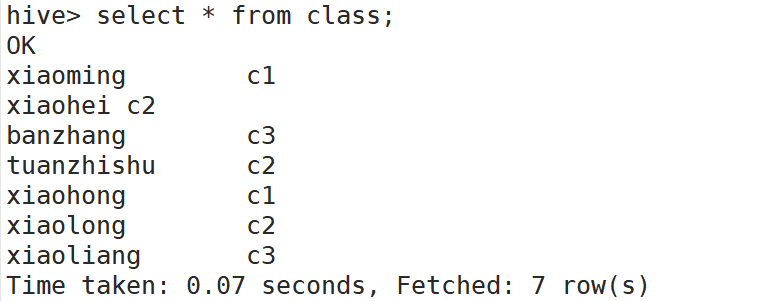 hive> select * from class;
OK
xiaoming        c1
xiaohei c2
banzhang        c3
tuanzhishu      c2
xiaohong        c1
xiaolong        c2
xiaoliang       c3
Time taken: 0.07 seconds, Fetched: 7 row(s)